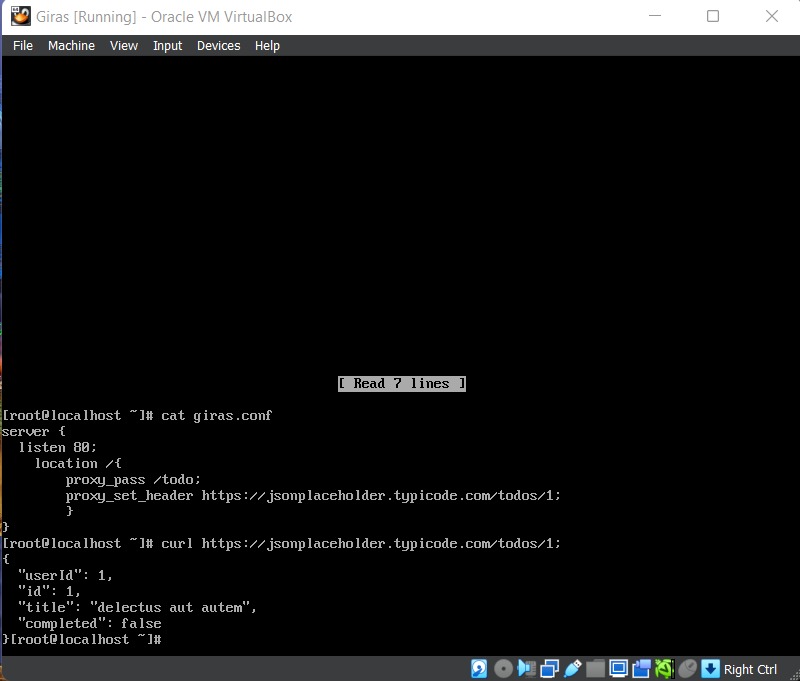 Giras [Running] - Oracle VM VirtualBox
File Machine View Input Devices Help
[ Read 7 lines ]
[root@localhost ~]# cat giras.conf
server {
  listen 80;
    location /{
        proxy_pass /todo;
        proxy_set_header https://jsonplaceholder.typicode.com/todos/1;
        }
}
[root@localhost ~]# curl https://jsonplaceholder.typicode.com/todos/1;
{
  "userId": 1,
  "id": 1,
  "title": "delectus aut autem",
  "completed": false
}[root@localhost ~]#
Right Ctrl